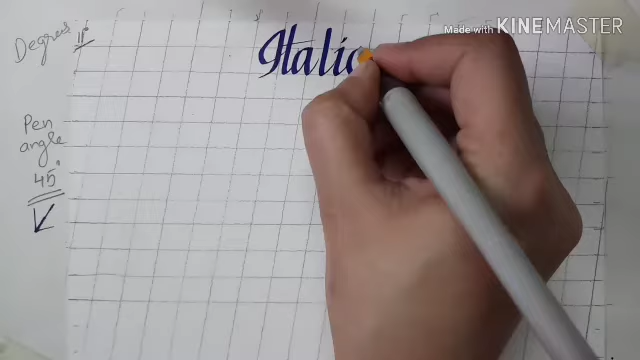 Made with KINEMASTER
Italic
Degrees 11°
Pen
angle
45°